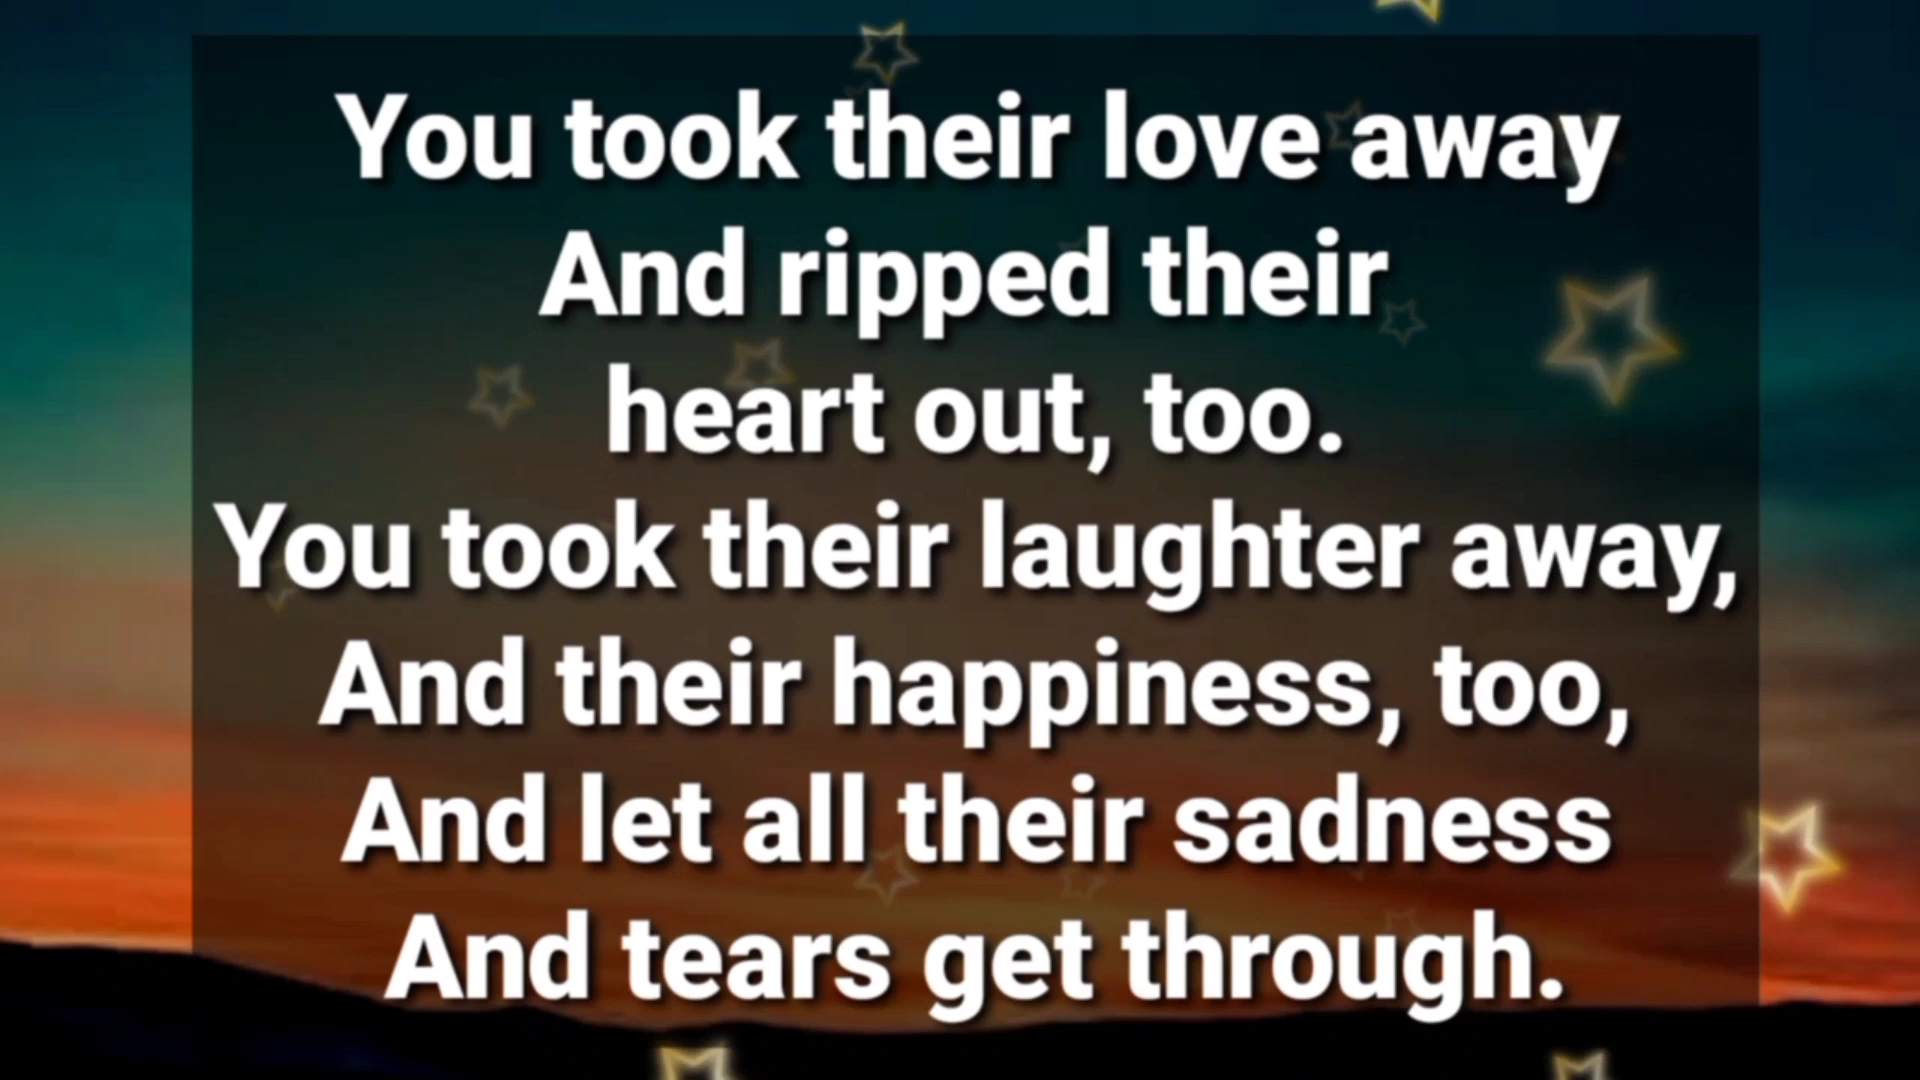 You took their love away
And ripped their
heart out, too.
You took their laughter away,
And their happiness, too,
And let all their sadness
And tears get through.